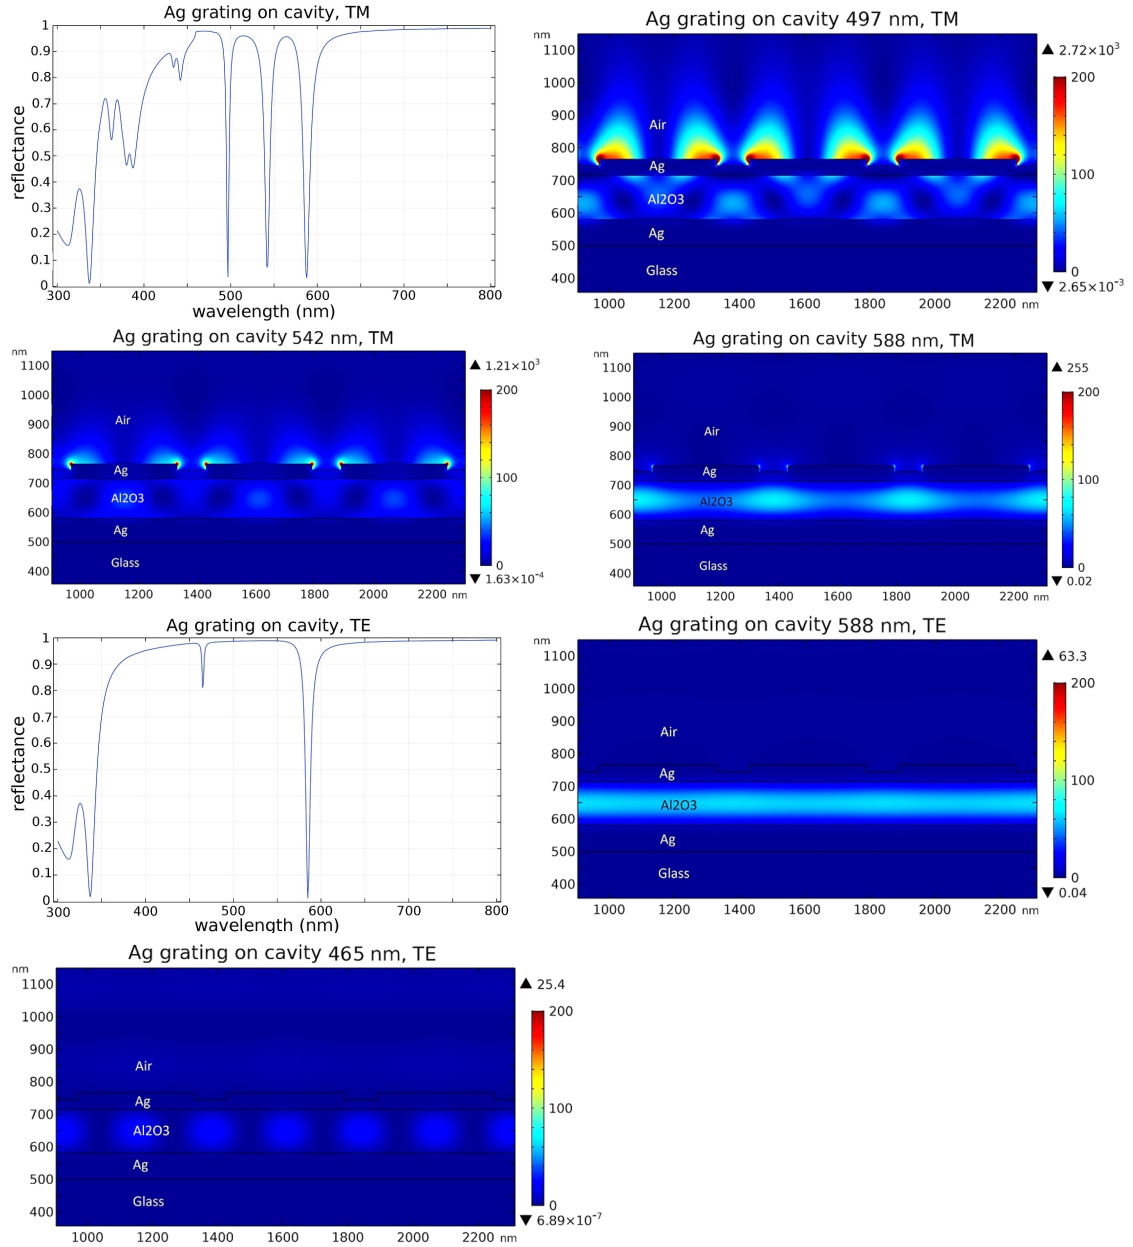 Ag grating on cavity, TM
1
0.9
0.8
0.7
0.6
0.5
0.4
0.3
0.2
0.1
0
reflectance
300 400 500 600 700 800
wavelength (nm)
Ag grating on cavity 497 nm, TM
nm
1100
1000
900
800
700
600
500
400
Air
Ag
Al2O3
Ag
Glass
1000 1200 1400 1600 1800 2000 2200 nm
▲ 2.72×10³
200
100
0
▼ 2.65×10⁻³
Ag grating on cavity 542 nm, TM
nm
1100
1000
900
800
700
600
500
400
Air
Ag
Al2O3
Ag
Glass
1000 1200 1400 1600 1800 2000 2200 nm
▲ 1.21×10³
200
100
0
▼ 1.63×10⁻⁴
Ag grating on cavity 588 nm, TM
nm
1100
1000
900
800
700
600
500
400
Air
Ag
Al2O3
Ag
Glass
1000 1200 1400 1600 1800 2000 2200 nm
▲ 255
200
100
0
▼ 0.02
Ag grating on cavity, TE
1
0.9
0.8
0.7
0.6
0.5
0.4
0.3
0.2
0.1
0
reflectance
300 400 500 600 700 800
wavelength (nm)
Ag grating on cavity 588 nm, TE
nm
1100
1000
900
800
700
600
500
400
Air
Ag
Al2O3
Ag
Glass
1000 1200 1400 1600 1800 2000 2200 nm
▲ 63.3
200
100
0
▼ 0.04
Ag grating on cavity 465 nm, TE
nm
1100
1000
900
800
700
600
500
400
Air
Ag
Al2O3
Ag
Glass
1000 1200 1400 1600 1800 2000 2200 nm
▲ 25.4
200
100
0
▼ 6.89×10⁻⁷